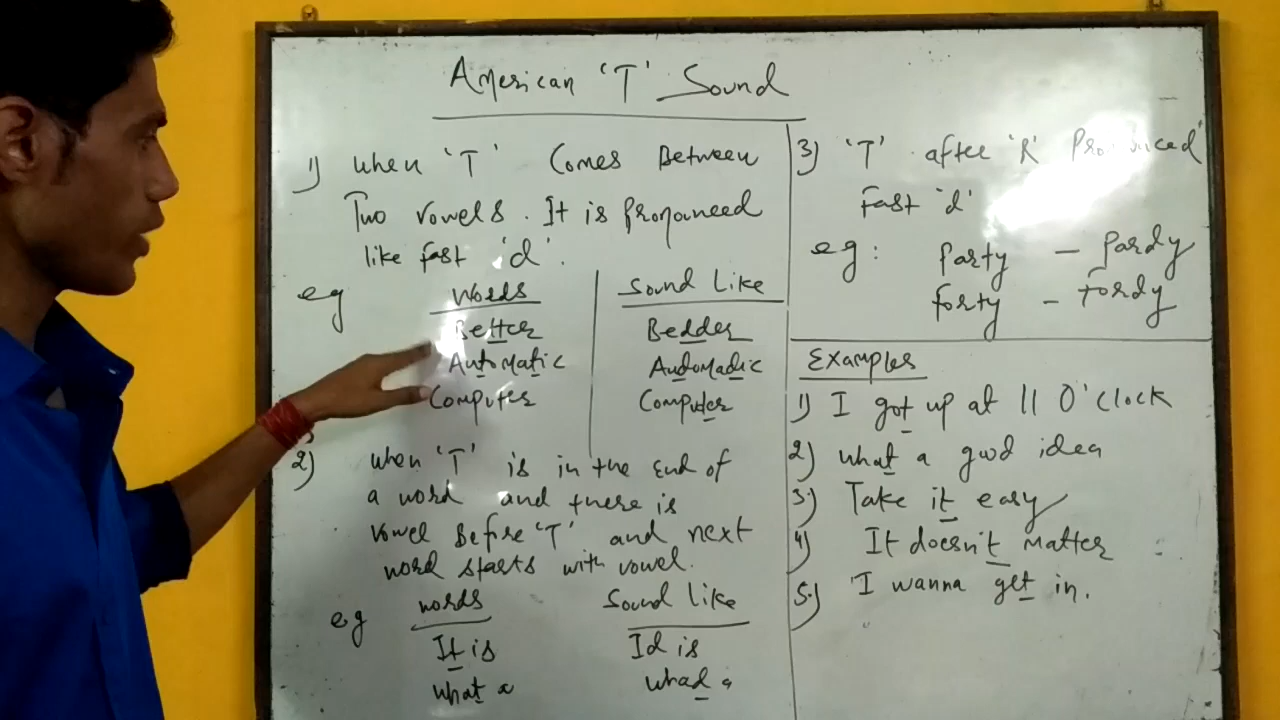 American 'T' Sound
1) When 'T' Comes Between
Two Vowels. It is Pronounced
like fast 'd'.
eg Words Sound Like
Better Bedder
Automatic Audomadic
Computer Computer
2) When 'T' is in the End of
a word and there is
Vowel Before 'T' and next
word starts with vowel.
eg words Sound like
It is Id is
What a Whad a
3) 'T' after 'R' Pronounced
Fast 'd'
eg: Party - Pardy
forty - Fordy
Examples
1) I got up at 11 O'clock
2) what a good idea
3) Take it easy
4) It doesn't matter
5) I wanna get in.